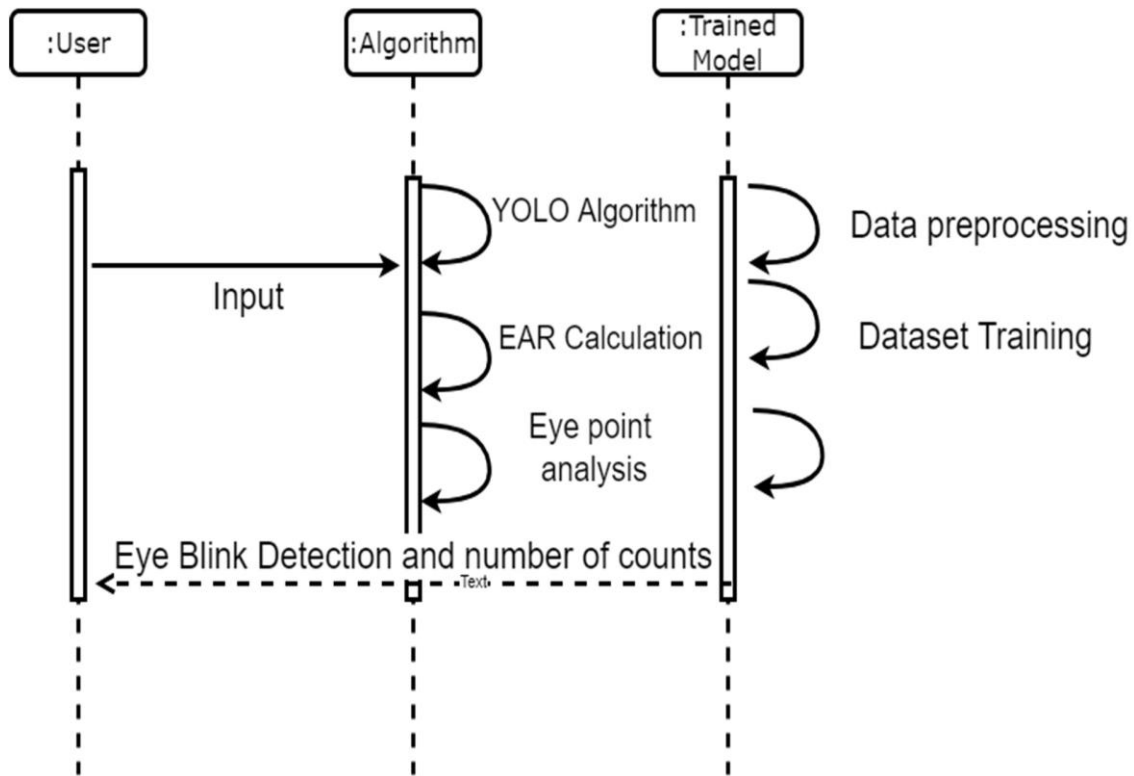 :User
:Algorithm
:Trained
Model
YOLO Algorithm
Data preprocessing
Input
EAR Calculation
Dataset Training
Eye point
analysis
Eye Blink Detection and number of counts
Text